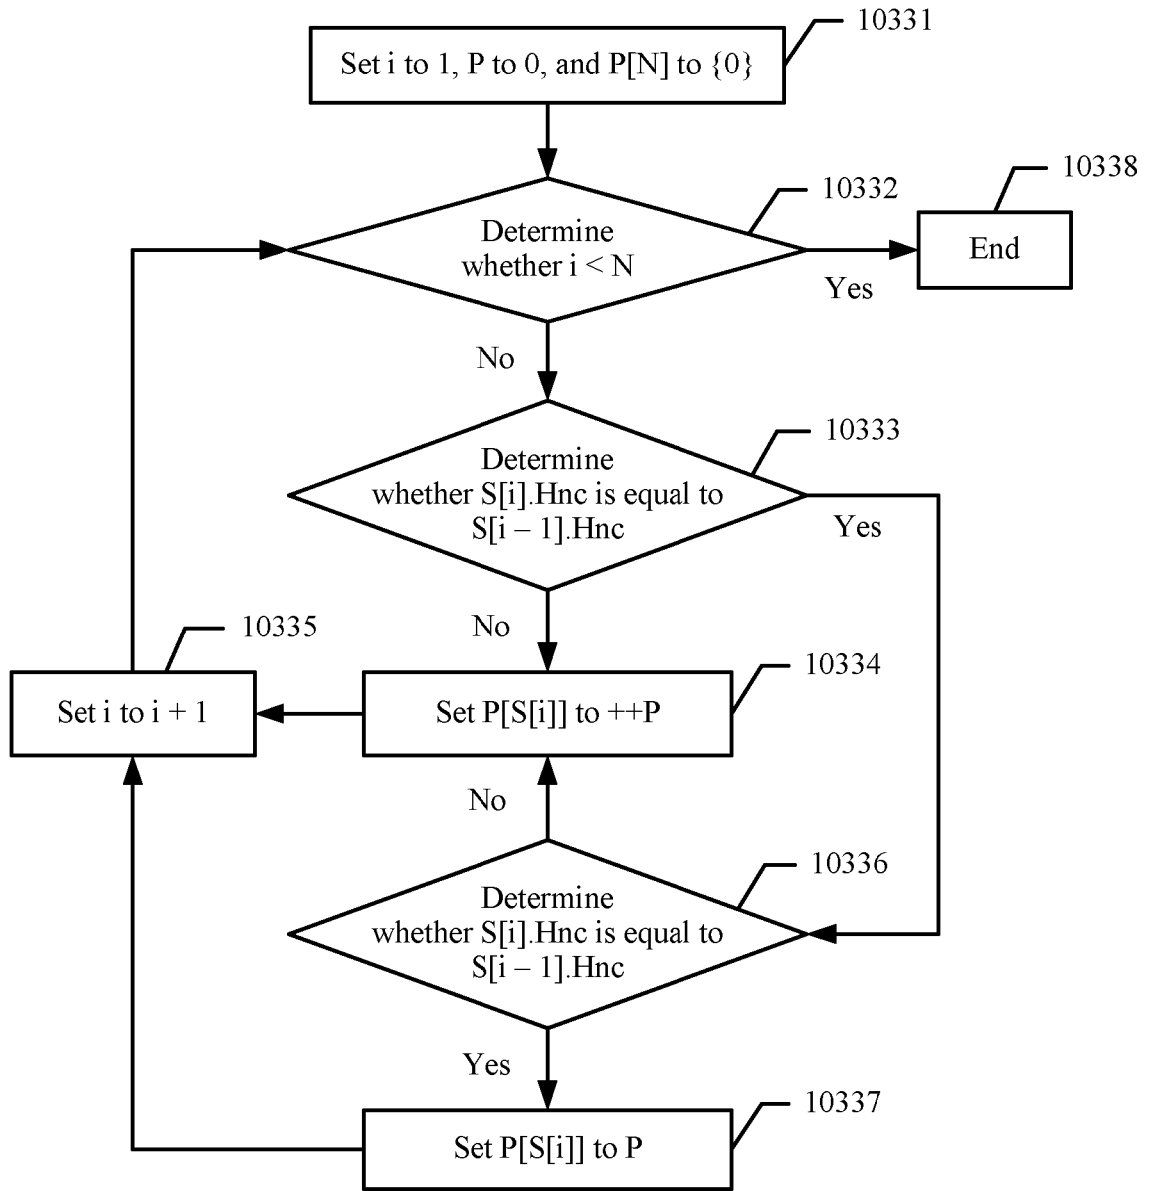 10331
Set i to 1, P to 0, and P[N] to {0}
10338
10332
Determine
whether i < N
End
Yes
No
10333
Determine
whether S[i].Hnc is equal to
S[i – 1].Hnc
Yes
No
10335
10334
Set i to i + 1
Set P[S[i]] to ++P
No
10336
Determine
whether S[i].Hnc is equal to
S[i – 1].Hnc
Yes
10337
Set P[S[i]] to P